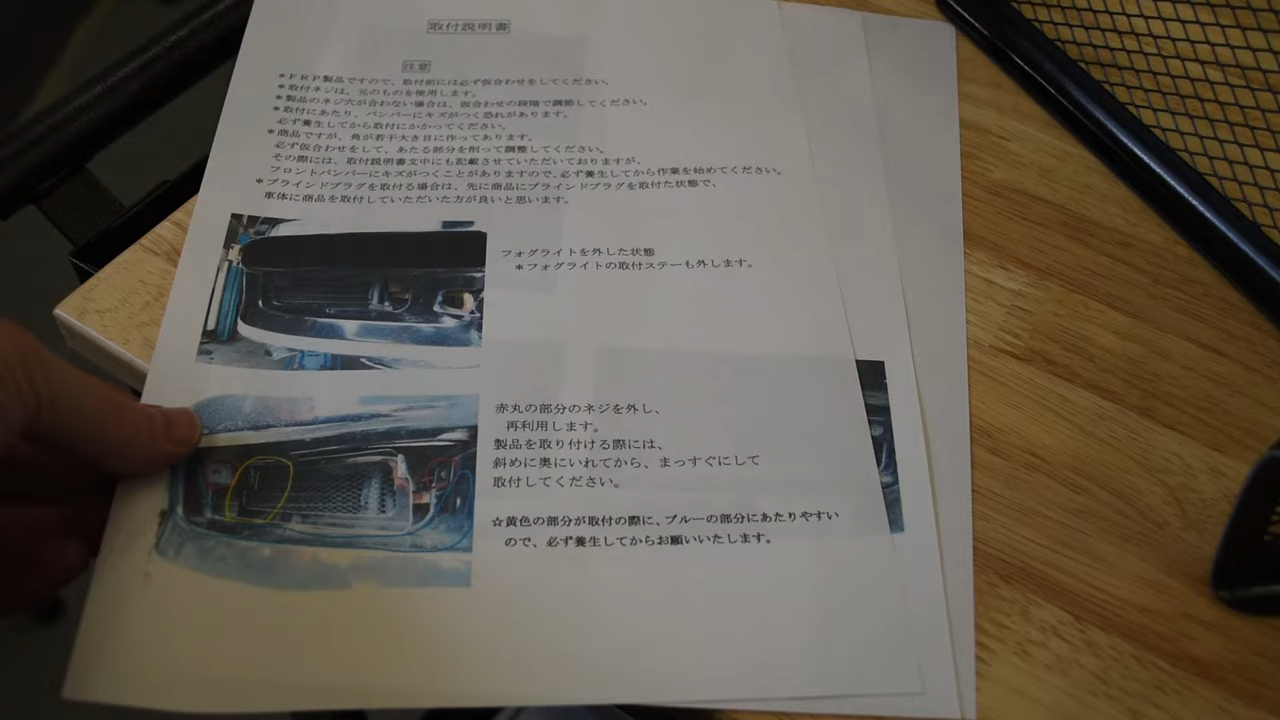 取付説明書
注意
＊ＦＲＰ製品ですので、取付前には必ず仮合わせをしてください。
＊取付ネジは、元のものを使用します。
＊製品のネジ穴が合わない場合は、仮合わせの段階で調節してください。
＊取付にあたり、バンパーにキズがつく恐れがあります。
必ず養生してから取付にかかってください。
＊商品ですが、角が若干大き目に作ってあります。
必ず仮合わせをして、あたる部分を削って調整してください。
その際には、取付説明書文中にも記載させていただいておりますが、
フロントバンパーにキズがつくことがありますので、必ず養生してから作業を始めてください。
＊ブラインドプラグを取付る場合は、先に商品にブラインドプラグを取付た状態で、
車体に商品を取付していただいた方が良いと思います。
フォグライトを外した状態
＊フォグライトの取付ステーも外します。
赤丸の部分のネジを外し、
再利用します。
製品を取り付ける際には、
斜めに奥にいれてから、まっすぐにして
取付してください。
☆黄色の部分が取付の際に、ブルーの部分にあたりやすい
ので、必ず養生してからお願いいたします。